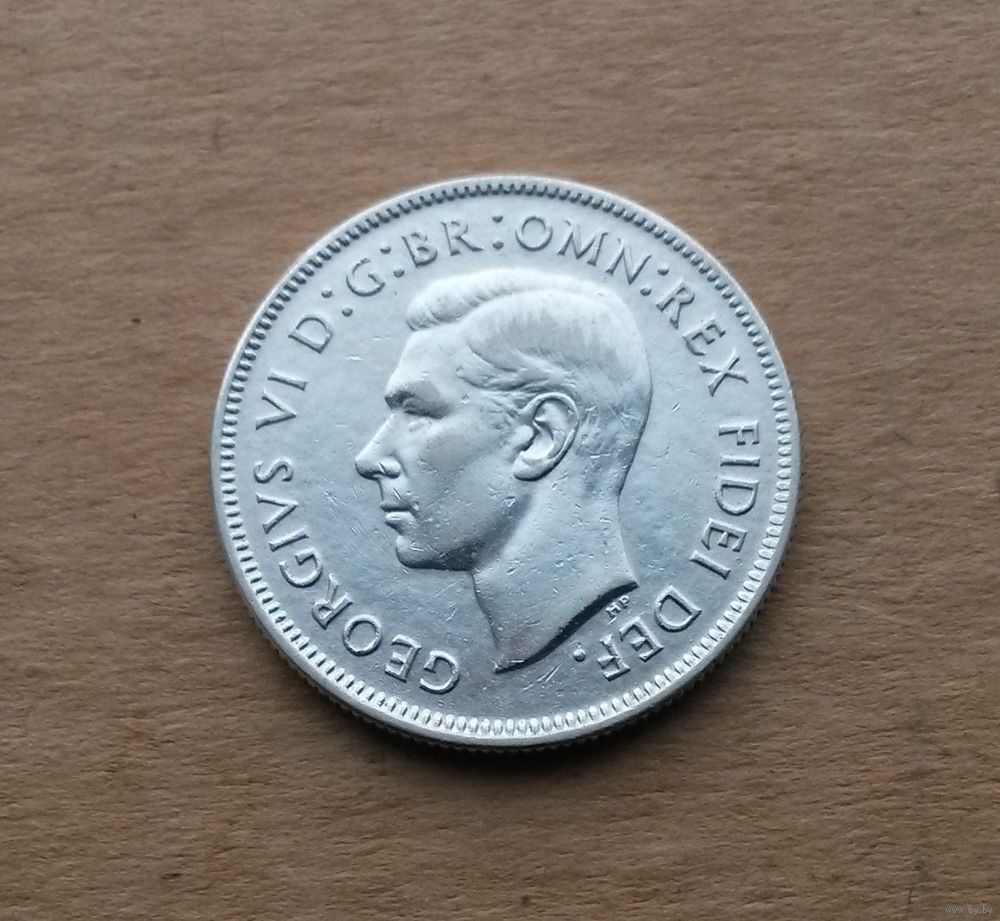 GEORGIVS VI D:G:BR:OMN:REX FIDEI DEF.
HP
www.ay.by